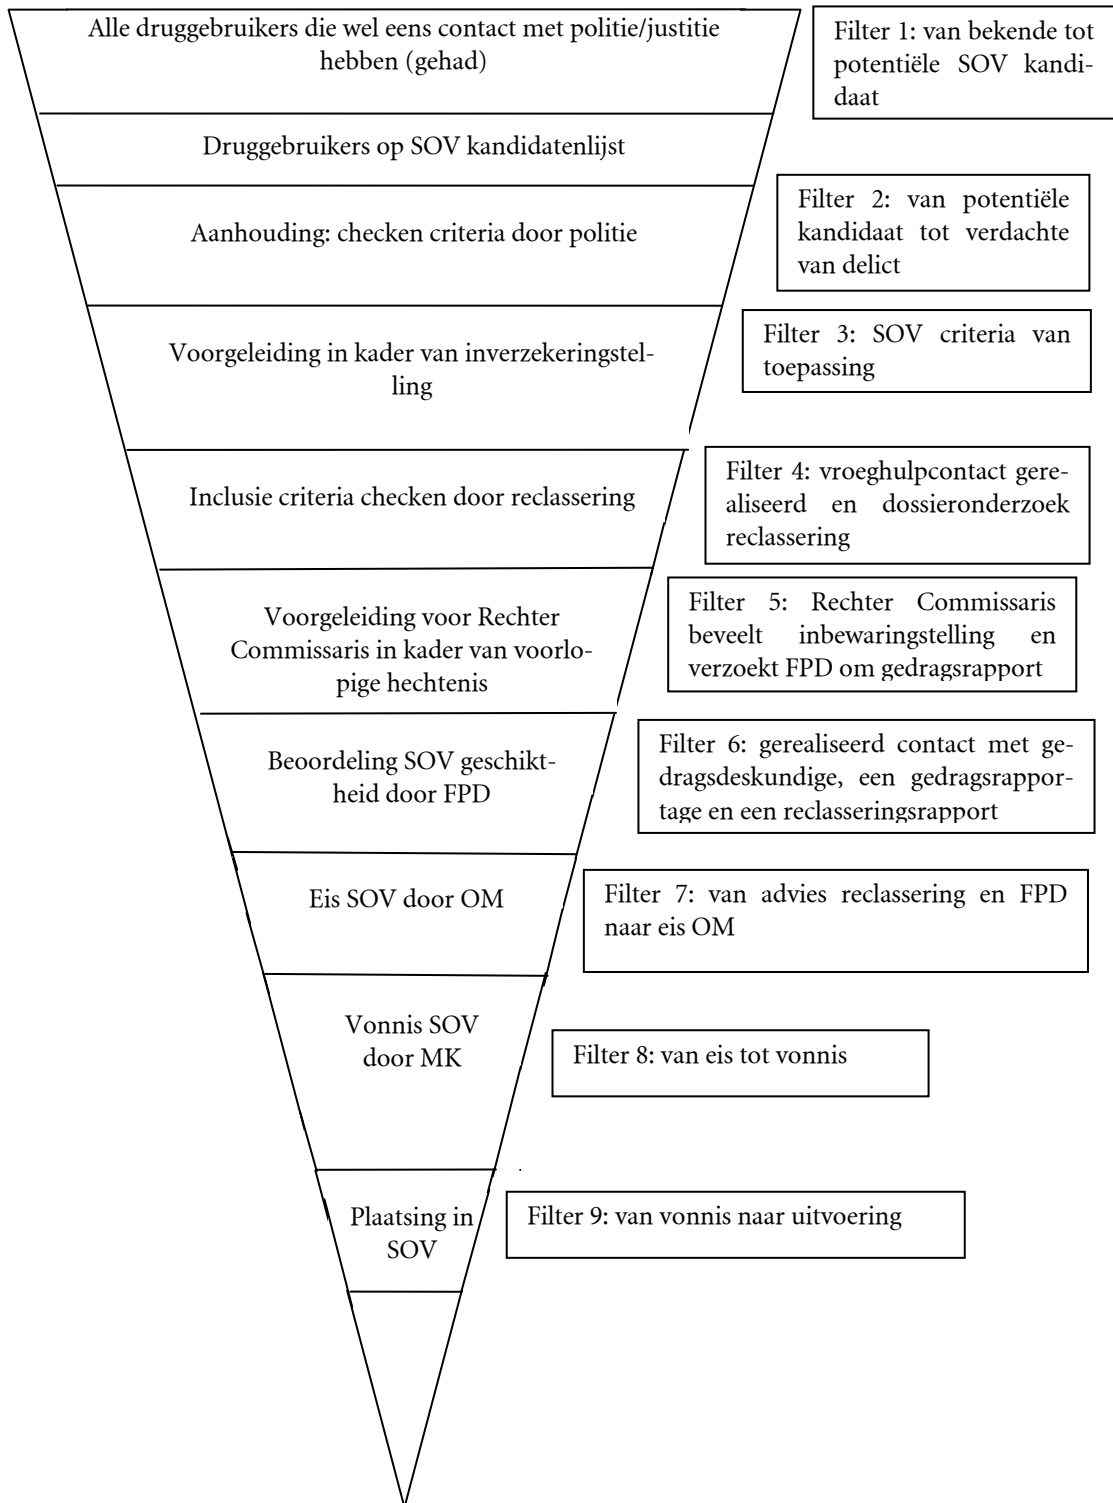 Alle druggebruikers die wel eens contact met politie/justitie
hebben (gehad)
Filter 1: van bekende tot
potentiële SOV kandi-
daat
Druggebruikers op SOV kandidatenlijst
Aanhouding: checken criteria door politie
Filter 2: van potentiële
kandidaat tot verdachte
van delict
Voorgeleiding in kader van inverzekeringstel-
ling
Filter 3: SOV criteria van
toepassing
Inclusie criteria checken door reclassering
Filter 4: vroeghulpcontact gere-
aliseerd en dossieronderzoek
reclassering
Voorgeleiding voor Rechter
Commissaris in kader van voorlo-
pige hechtenis
Filter 5: Rechter Commissaris
beveelt inbewaringstelling en
verzoekt FPD om gedragsrapport
Beoordeling SOV geschikt-
heid door FPD
Filter 6: gerealiseerd contact met ge-
dragsdeskundige, een gedragsrappor-
tage en een reclasseringsrapport
Eis SOV door OM
Filter 7: van advies reclassering en FPD
naar eis OM
Vonnis SOV
door MK
Filter 8: van eis tot vonnis
Plaatsing in
SOV
Filter 9: van vonnis naar uitvoering